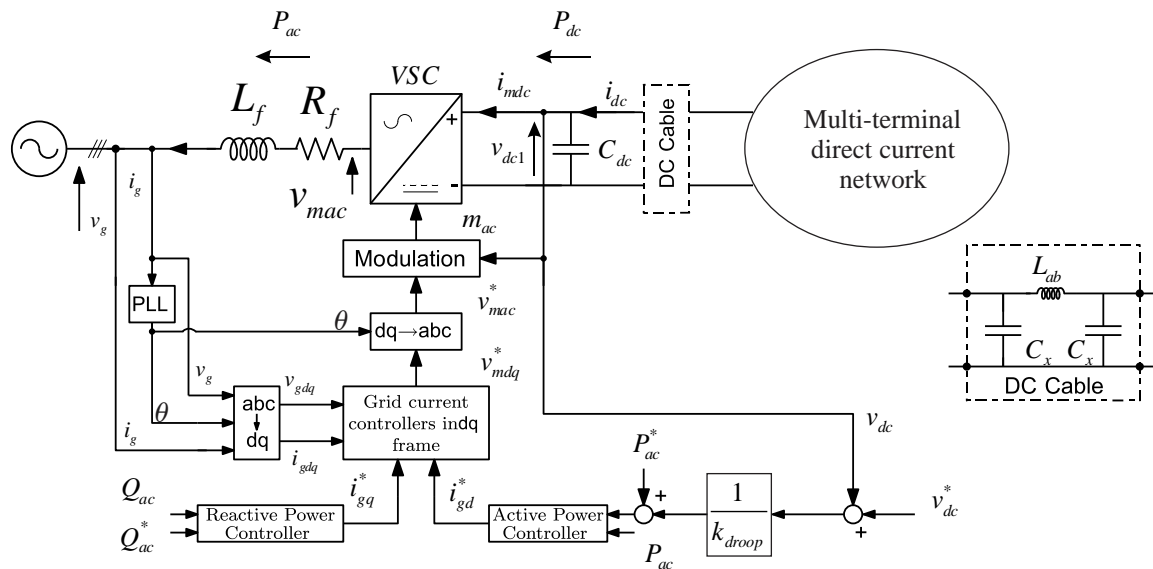 P_ac
P_dc
L_f
R_f
VSC
i_mdc
i_dc
+
-
v_dc1
C_dc
DC Cable
Multi-terminal
direct current
network
i_g
v_g
v_mac
m_ac
Modulation
L_ab
PLL
v*_mac
θ
dq→abc
C_x
C_x
DC Cable
v*_mdq
v_g
v_gdq
θ
abc
dq
Grid current
controllers in dq
frame
i_g
i_gdq
v_dc
P*_ac
i*_gq
i*_gd
Q_ac
Q*_ac
Reactive Power
Controller
Active Power
Controller
+
P_ac
1
k_droop
+
v*_dc